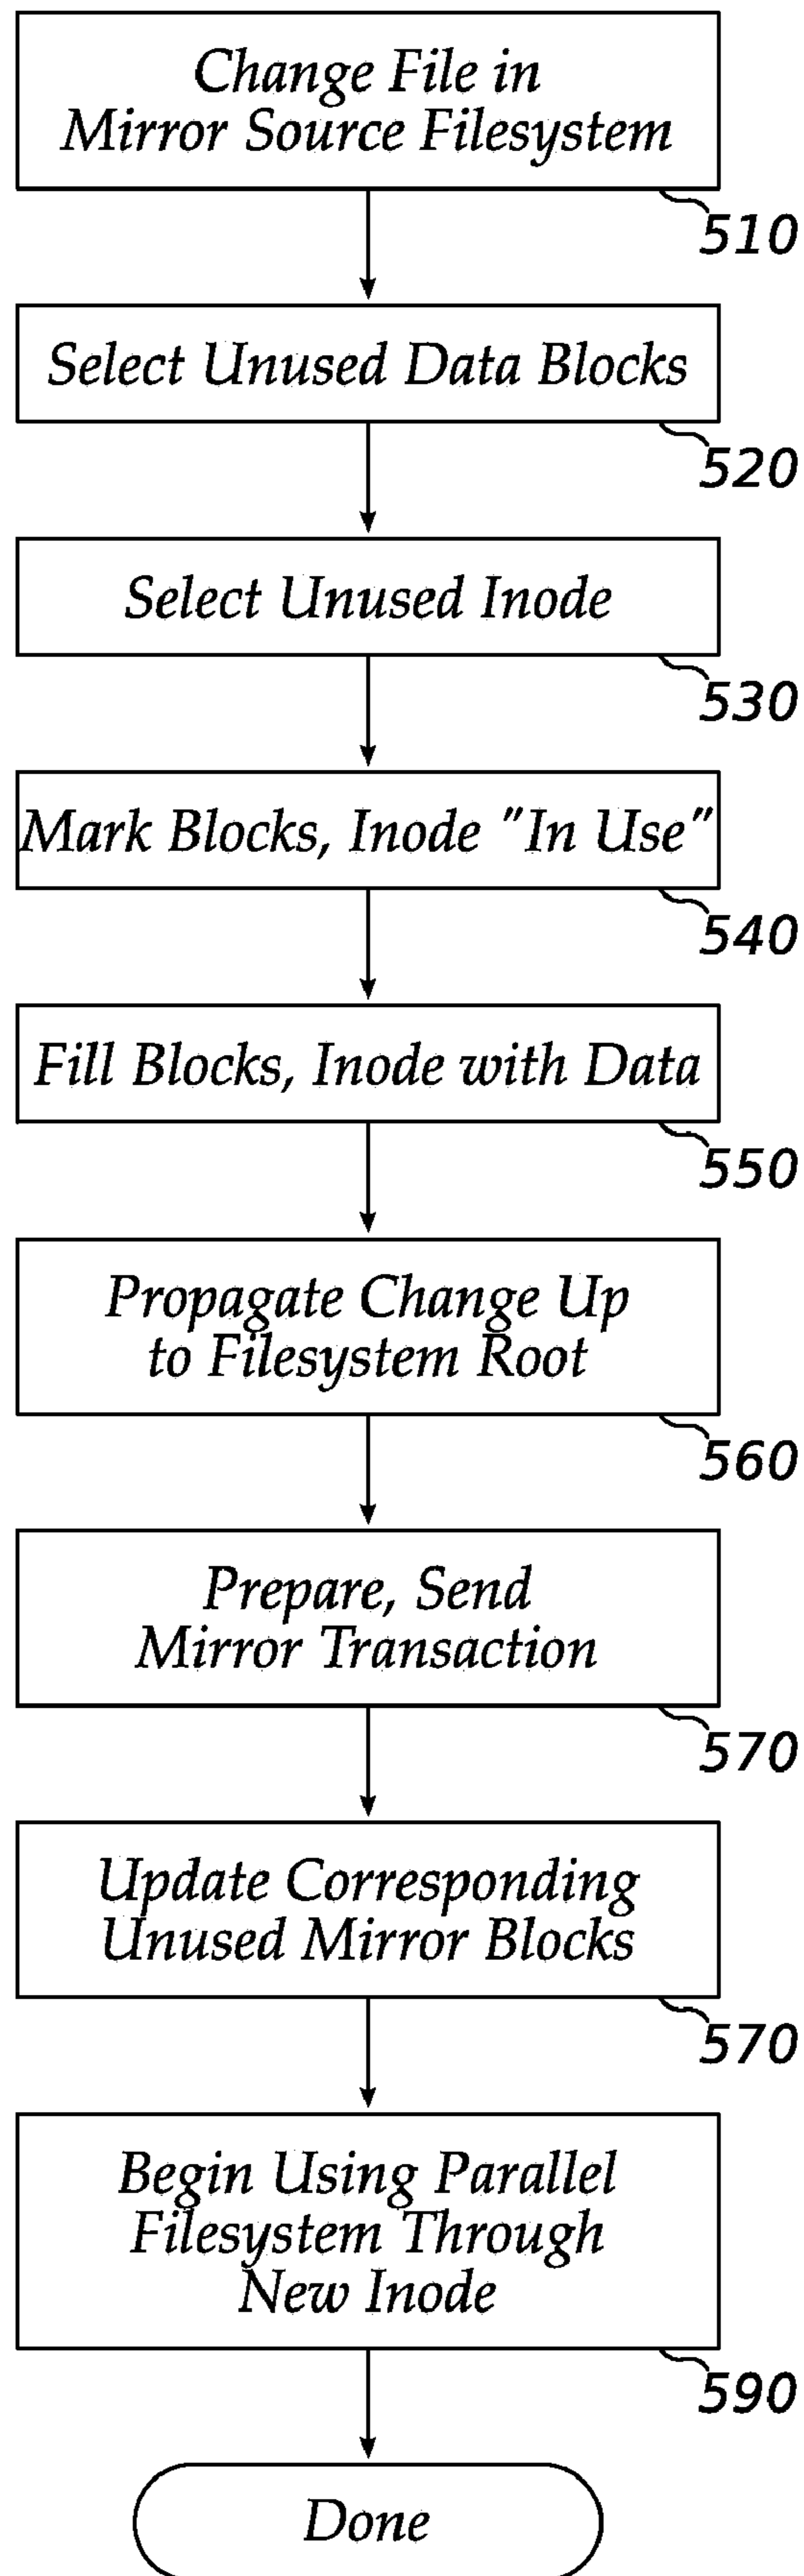 Change File in
Mirror Source Filesystem
510
Select Unused Data Blocks
520
Select Unused Inode
530
Mark Blocks, Inode "In Use"
540
Fill Blocks, Inode with Data
550
Propagate Change Up
to Filesystem Root
560
Prepare, Send
Mirror Transaction
570
Update Corresponding
Unused Mirror Blocks
570
Begin Using Parallel
Filesystem Through
New Inode
590
Done